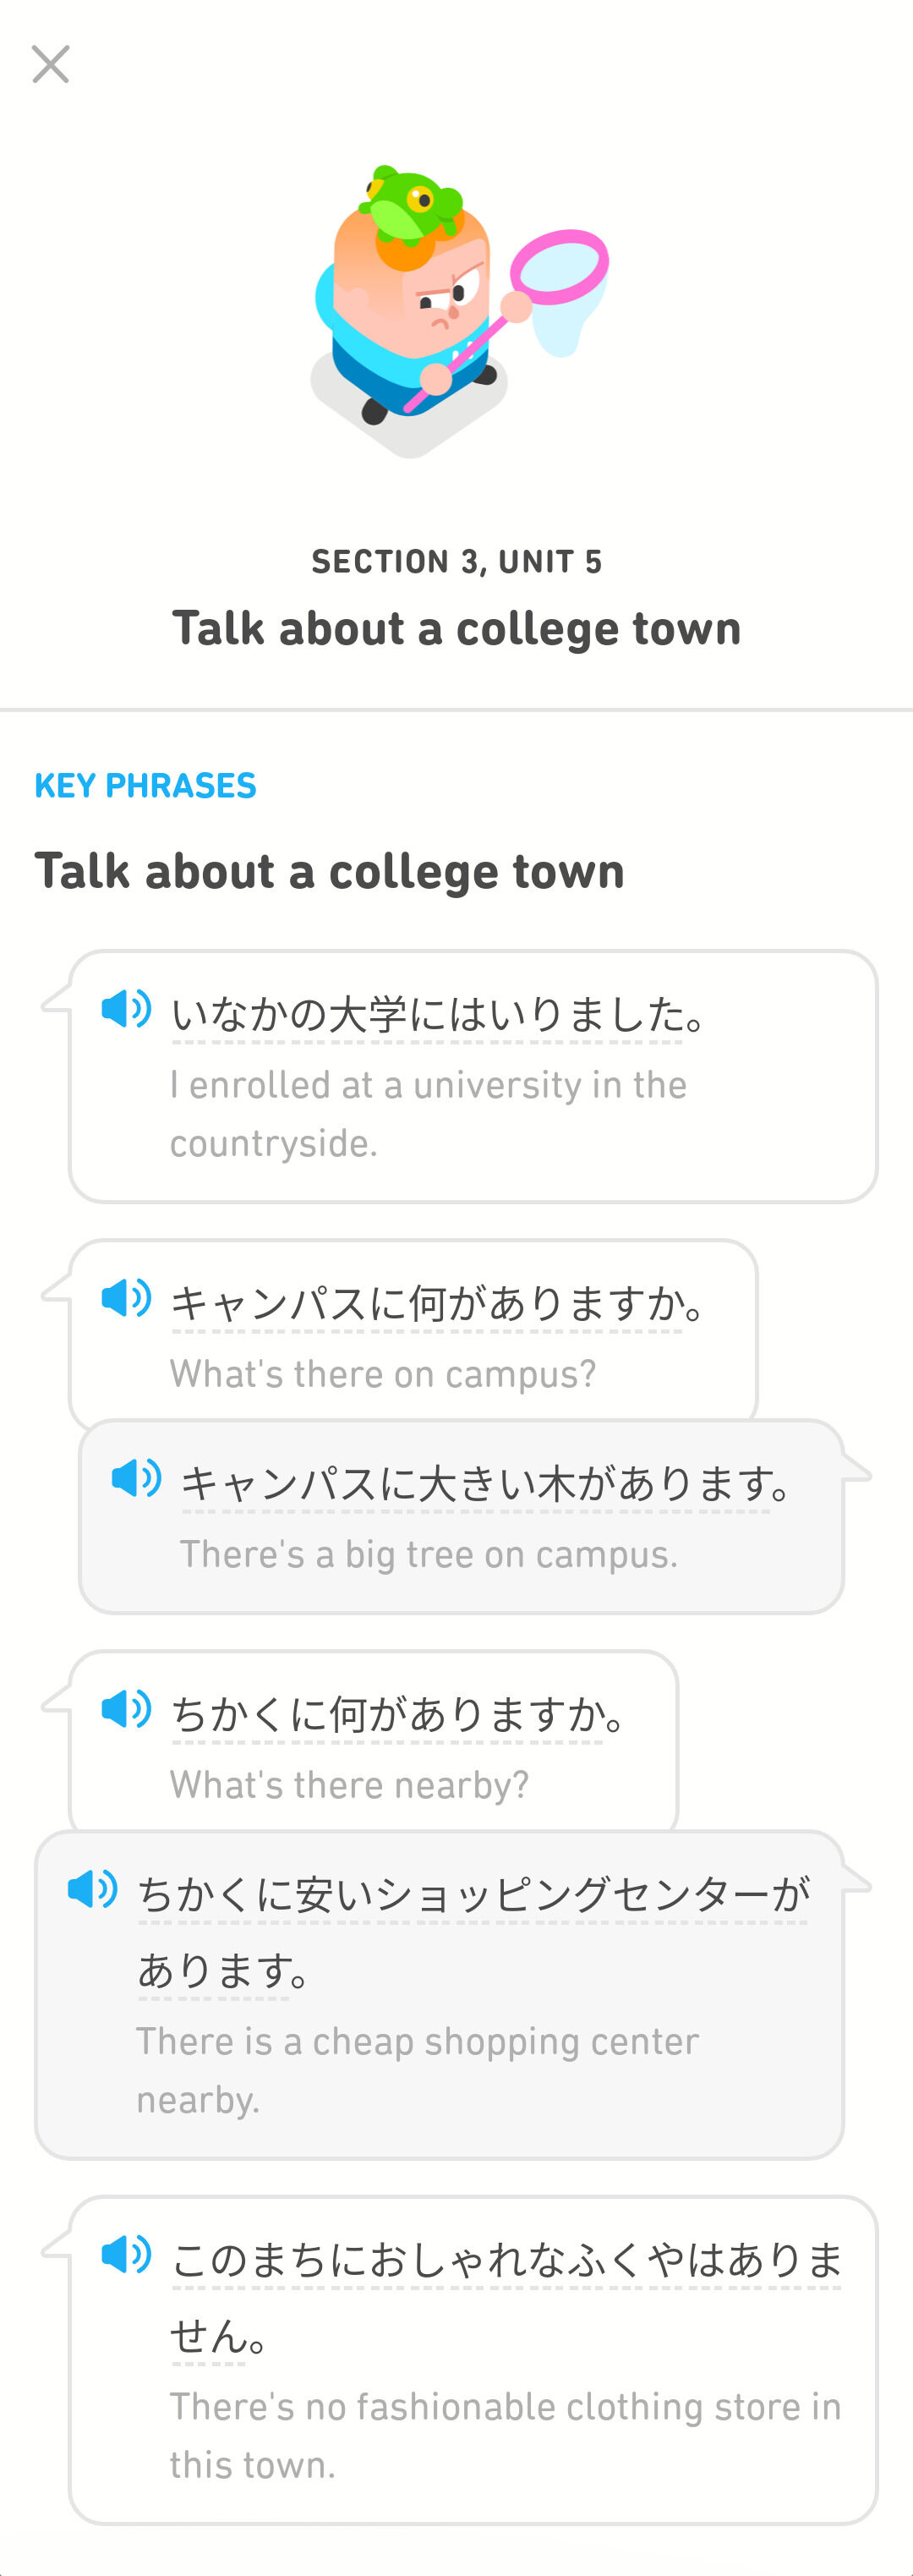 SECTION 3, UNIT 5
Talk about a college town
KEY PHRASES
Talk about a college town
いなかの大学にはいりました。
I enrolled at a university in the
countryside.
キャンパスに何がありますか。
What's there on campus?
キャンパスに大きい木があります。
There's a big tree on campus.
ちかくに何がありますか。
What's there nearby?
ちかくに安いショッピングセンターが
あります。
There is a cheap shopping center
nearby.
このまちにおしゃれなふくやはありま
せん。
There's no fashionable clothing store in
this town.